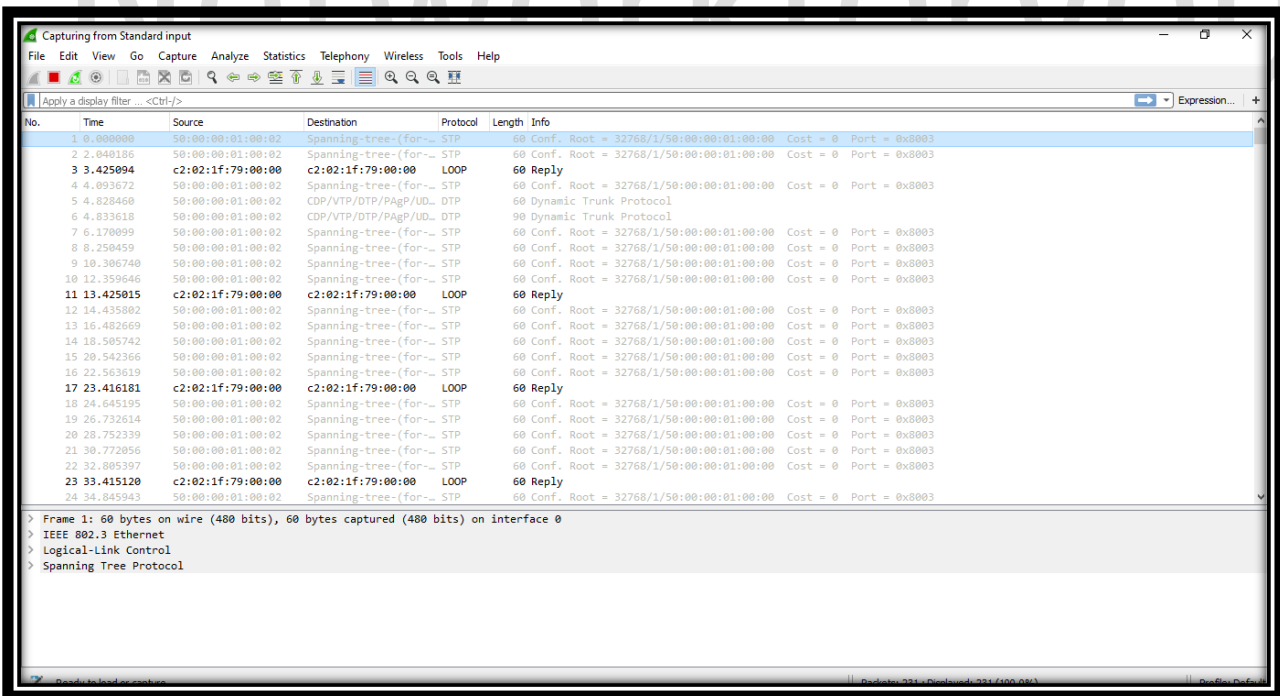 Capturing from Standard input
File Edit View Go Capture Analyze Statistics Telephony Wireless Tools Help
Apply a display filter ... <Ctrl-/> Expression... +
No. Time Source Destination Protocol Length Info
1 0.000000 50:00:00:01:00:02 Spanning-tree-(for-… STP 60 Conf. Root = 32768/1/50:00:00:01:00:00 Cost = 0 Port = 0x8003
2 2.040186 50:00:00:01:00:02 Spanning-tree-(for-… STP 60 Conf. Root = 32768/1/50:00:00:01:00:00 Cost = 0 Port = 0x8003
3 3.425094 c2:02:1f:79:00:00 c2:02:1f:79:00:00 LOOP 60 Reply
4 4.093672 50:00:00:01:00:02 Spanning-tree-(for-… STP 60 Conf. Root = 32768/1/50:00:00:01:00:00 Cost = 0 Port = 0x8003
5 4.828460 50:00:00:01:00:02 CDP/VTP/DTP/PAgP/UD… DTP 60 Dynamic Trunk Protocol
6 4.833618 50:00:00:01:00:02 CDP/VTP/DTP/PAgP/UD… DTP 90 Dynamic Trunk Protocol
7 6.170099 50:00:00:01:00:02 Spanning-tree-(for-… STP 60 Conf. Root = 32768/1/50:00:00:01:00:00 Cost = 0 Port = 0x8003
8 8.250459 50:00:00:01:00:02 Spanning-tree-(for-… STP 60 Conf. Root = 32768/1/50:00:00:01:00:00 Cost = 0 Port = 0x8003
9 10.306740 50:00:00:01:00:02 Spanning-tree-(for-… STP 60 Conf. Root = 32768/1/50:00:00:01:00:00 Cost = 0 Port = 0x8003
10 12.359646 50:00:00:01:00:02 Spanning-tree-(for-… STP 60 Conf. Root = 32768/1/50:00:00:01:00:00 Cost = 0 Port = 0x8003
11 13.425015 c2:02:1f:79:00:00 c2:02:1f:79:00:00 LOOP 60 Reply
12 14.435802 50:00:00:01:00:02 Spanning-tree-(for-… STP 60 Conf. Root = 32768/1/50:00:00:01:00:00 Cost = 0 Port = 0x8003
13 16.482669 50:00:00:01:00:02 Spanning-tree-(for-… STP 60 Conf. Root = 32768/1/50:00:00:01:00:00 Cost = 0 Port = 0x8003
14 18.505742 50:00:00:01:00:02 Spanning-tree-(for-… STP 60 Conf. Root = 32768/1/50:00:00:01:00:00 Cost = 0 Port = 0x8003
15 20.542366 50:00:00:01:00:02 Spanning-tree-(for-… STP 60 Conf. Root = 32768/1/50:00:00:01:00:00 Cost = 0 Port = 0x8003
16 22.563619 50:00:00:01:00:02 Spanning-tree-(for-… STP 60 Conf. Root = 32768/1/50:00:00:01:00:00 Cost = 0 Port = 0x8003
17 23.416181 c2:02:1f:79:00:00 c2:02:1f:79:00:00 LOOP 60 Reply
18 24.645195 50:00:00:01:00:02 Spanning-tree-(for-… STP 60 Conf. Root = 32768/1/50:00:00:01:00:00 Cost = 0 Port = 0x8003
19 26.732614 50:00:00:01:00:02 Spanning-tree-(for-… STP 60 Conf. Root = 32768/1/50:00:00:01:00:00 Cost = 0 Port = 0x8003
20 28.752339 50:00:00:01:00:02 Spanning-tree-(for-… STP 60 Conf. Root = 32768/1/50:00:00:01:00:00 Cost = 0 Port = 0x8003
21 30.772056 50:00:00:01:00:02 Spanning-tree-(for-… STP 60 Conf. Root = 32768/1/50:00:00:01:00:00 Cost = 0 Port = 0x8003
22 32.805397 50:00:00:01:00:02 Spanning-tree-(for-… STP 60 Conf. Root = 32768/1/50:00:00:01:00:00 Cost = 0 Port = 0x8003
23 33.415120 c2:02:1f:79:00:00 c2:02:1f:79:00:00 LOOP 60 Reply
24 34.845943 50:00:00:01:00:02 Spanning-tree-(for-… STP 60 Conf. Root = 32768/1/50:00:00:01:00:00 Cost = 0 Port = 0x8003
> Frame 1: 60 bytes on wire (480 bits), 60 bytes captured (480 bits) on interface 0
> IEEE 802.3 Ethernet
> Logical-Link Control
> Spanning Tree Protocol
Ready to load or capture Packets: 231 · Displayed: 231 (100.0%) Profile: Default